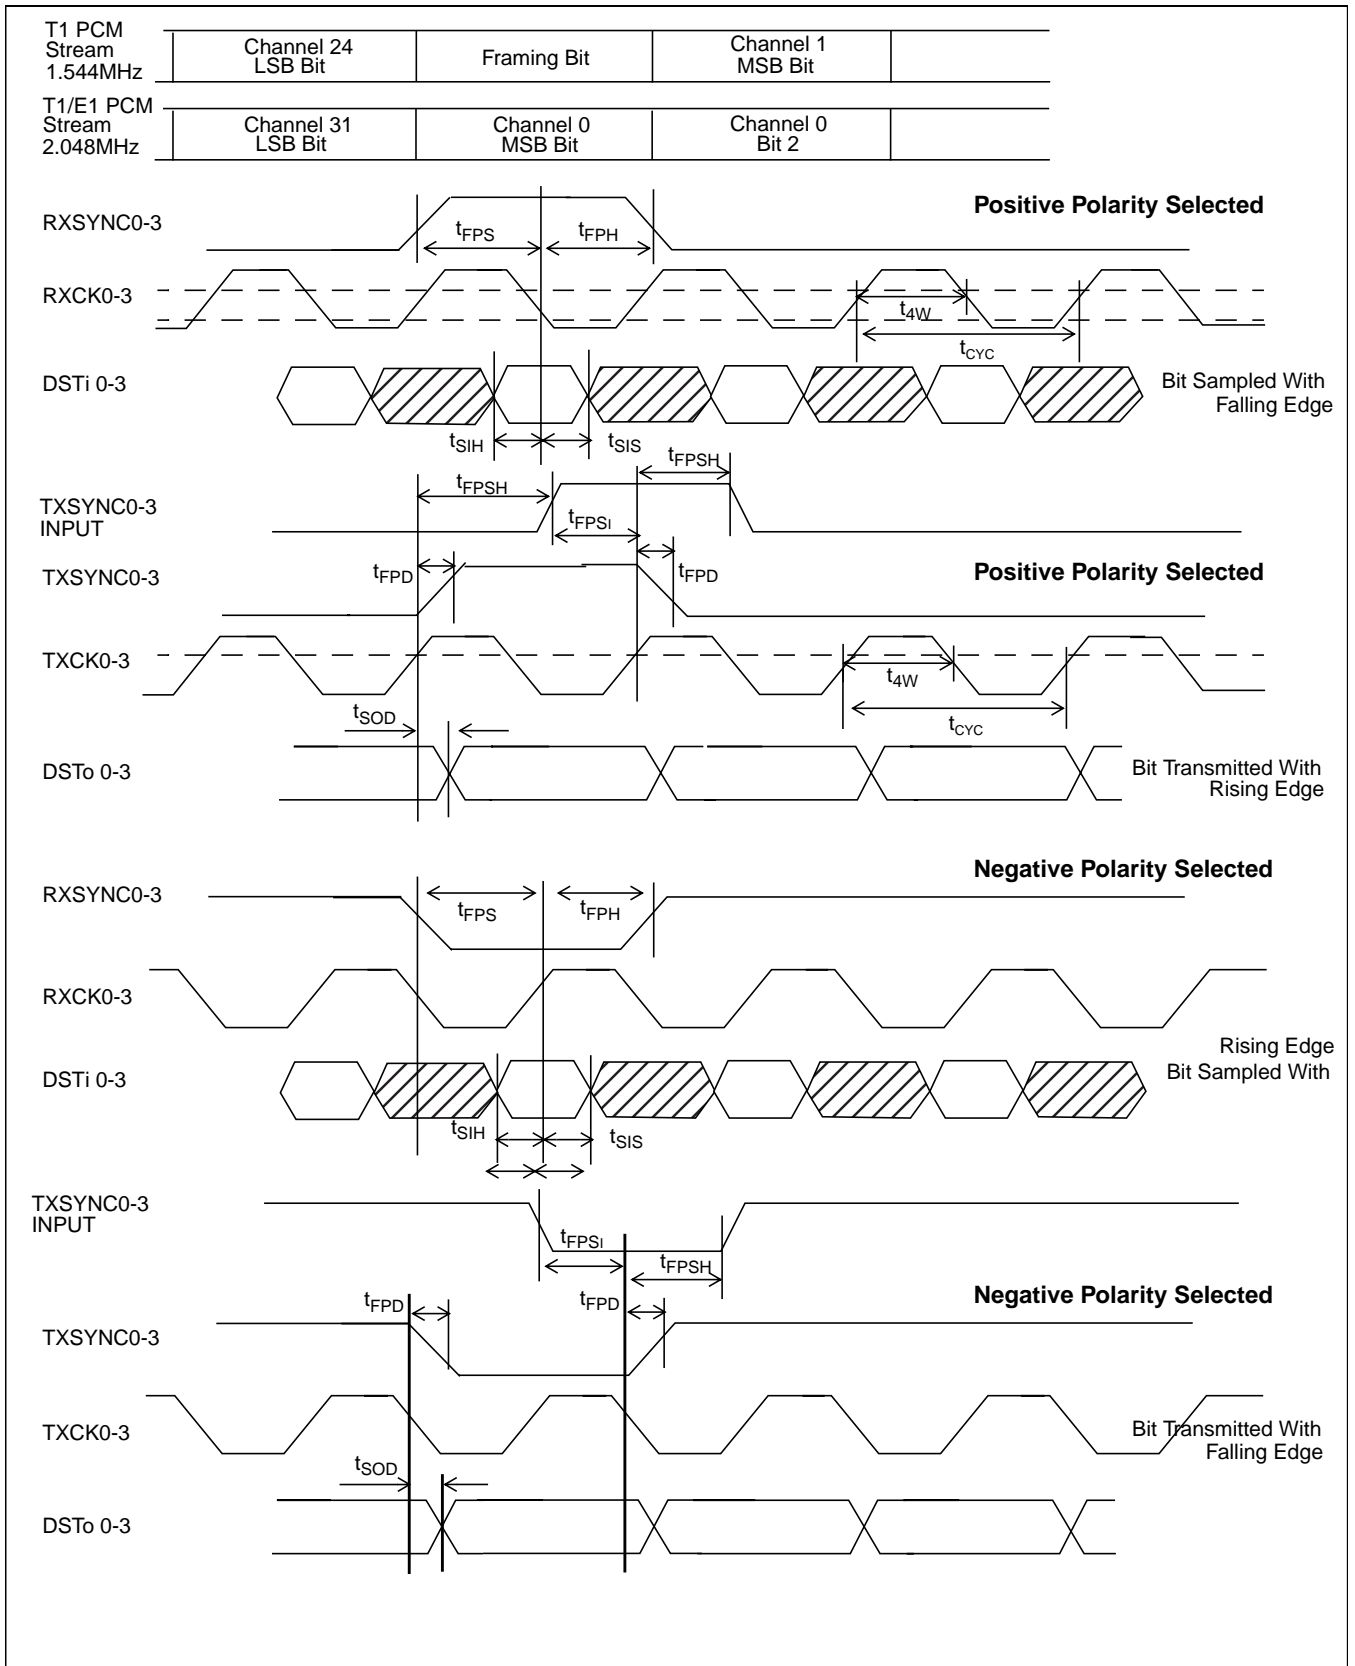 T1 PCM
Stream
1.544MHz
Channel 24
LSB Bit
Framing Bit
Channel 1
MSB Bit
T1/E1 PCM
Stream
2.048MHz
Channel 31
LSB Bit
Channel 0
MSB Bit
Channel 0
Bit 2
RXSYNC0-3
tFPS
tFPH
Positive Polarity Selected
RXCK0-3
t4W
tCYC
DSTi 0-3
Bit Sampled With
Falling Edge
tSIH
tSIS
TXSYNC0-3
INPUT
tFPSH
tFPSH
tFPSI
TXSYNC0-3
tFPD
tFPD
Positive Polarity Selected
TXCK0-3
t4W
tCYC
tSOD
DSTo 0-3
Bit Transmitted With
Rising Edge
Negative Polarity Selected
RXSYNC0-3
tFPS
tFPH
RXCK0-3
Rising Edge
DSTi 0-3
Bit Sampled With
tSIH
tSIS
TXSYNC0-3
INPUT
tFPSI
tFPSH
Negative Polarity Selected
tFPD
tFPD
TXSYNC0-3
TXCK0-3
Bit Transmitted With
Falling Edge
tSOD
DSTo 0-3